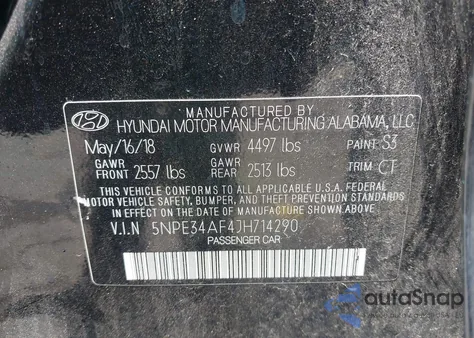 MANUFACTURED BY
HYUNDAI MOTOR MANUFACTURING ALABAMA, LLC
May/16/18 GVWR 4497 lbs PAINT S3
GAWR FRONT 2557 lbs GAWR REAR 2513 lbs TRIM CT
THIS VEHICLE CONFORMS TO ALL APPLICABLE U.S.A. FEDERAL
MOTOR VEHICLE SAFETY, BUMPER, AND THEFT PREVENTION STANDARDS
IN EFFECT ON THE DATE OF MANUFACTURE SHOWN ABOVE.
V.I.N 5NPE34AF4JH714290
PASSENGER CAR
autoSnap